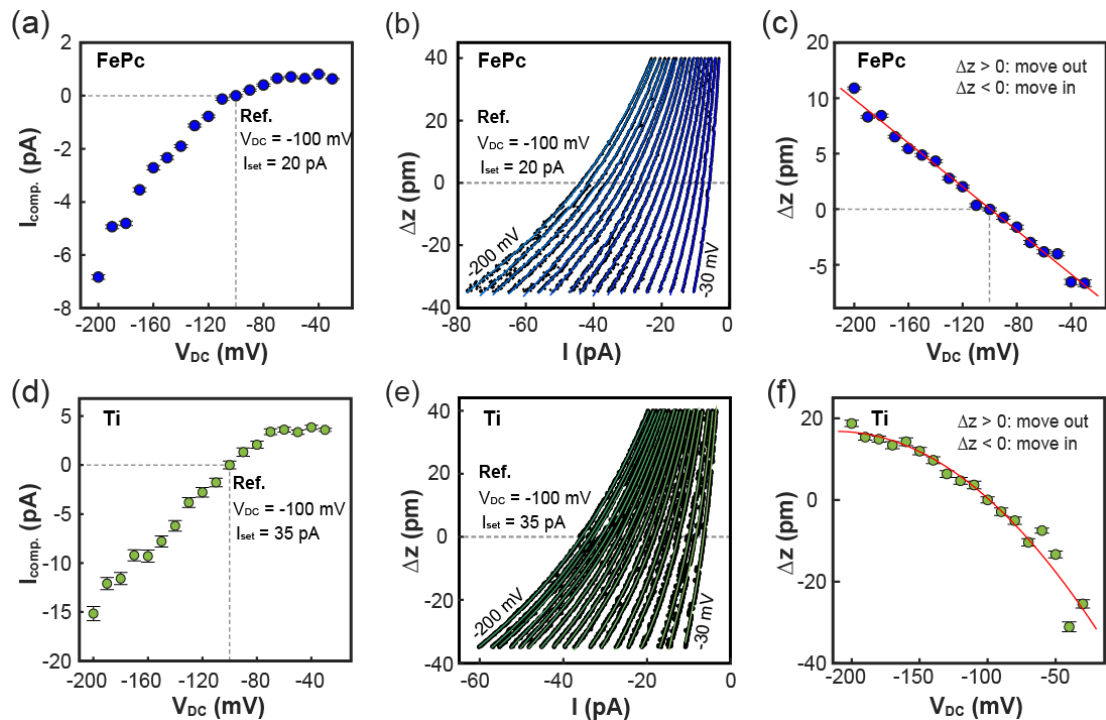 (a)
FePc
2
0
-2
-4
-6
-8
I_comp. (pA)
Ref.
V_DC = -100 mV
I_set = 20 pA
-200 -160 -120 -80 -40
V_DC (mV)
(b)
FePc
40
20
0
-20
-40
Δz (pm)
Ref.
V_DC = -100 mV
I_set = 20 pA
-200 mV
-30 mV
-80 -60 -40 -20 0
I (pA)
(c)
FePc
Δz > 0: move out
Δz < 0: move in
20
10
5
0
-5
Δz (pm)
-200 -160 -120 -80 -40
V_DC (mV)
(d)
Ti
5
0
-5
-10
-15
-20
I_comp. (pA)
Ref.
V_DC = -100 mV
I_set = 35 pA
-200 -160 -120 -80 -40
V_DC (mV)
(e)
Ti
40
20
0
-20
-40
Δz (pm)
Ref.
V_DC = -100 mV
I_set = 35 pA
-200 mV
-30 mV
-60 -40 -20 0
I (pA)
(f)
Ti
Δz > 0: move out
Δz < 0: move in
20
0
-20
-40
Δz (pm)
-200 -150 -100 -50
V_DC (mV)